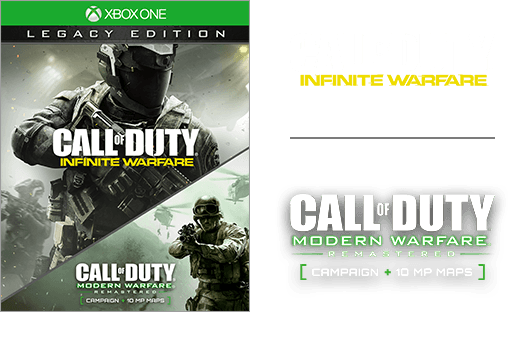 XBOX ONE
LEGACY EDITION
CALL OF DUTY
INFINITE WARFARE
CALL OF DUTY
MODERN WARFARE
REMASTERED
[ CAMPAIGN + 10 MP MAPS ]
INFINITE WARFARE
CALL OF DUTY
MODERN WARFARE
REMASTERED
[ CAMPAIGN + 10 MP MAPS ]